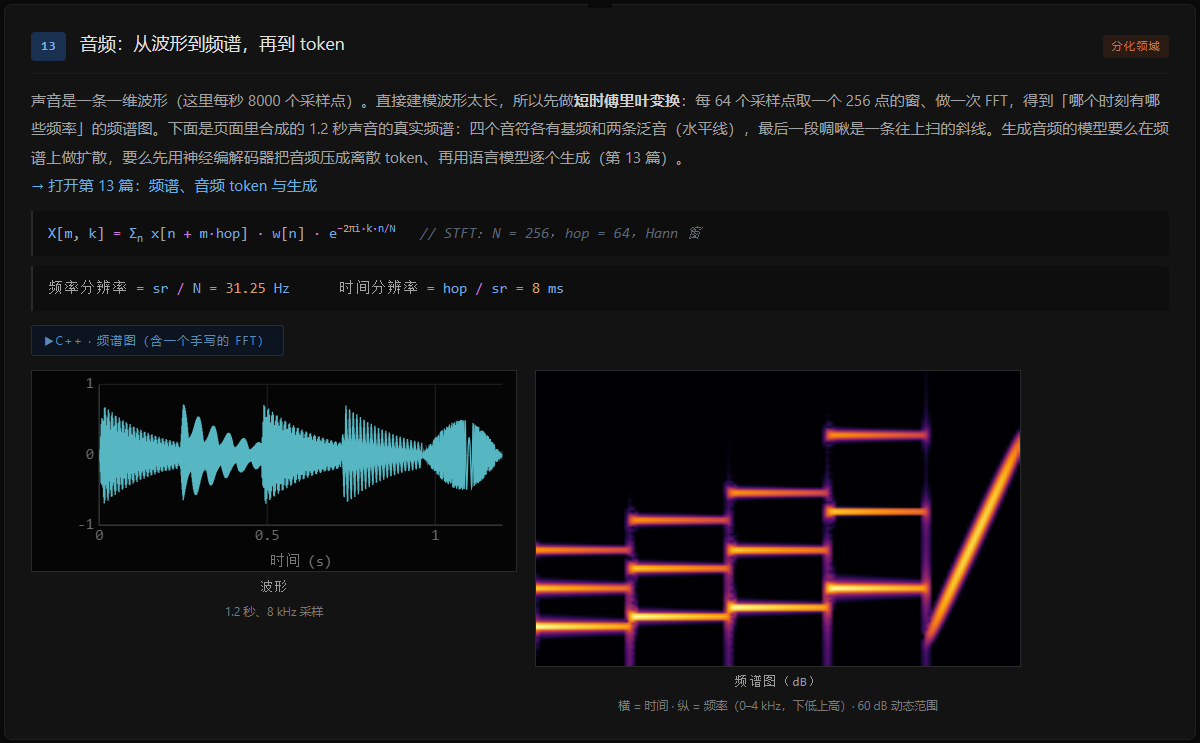 13 音频：从波形到频谱，再到 token 分化领域
声音是一条一维波形（这里每秒 8000 个采样点）。直接建模波形太长，所以先做短时傅里叶变换：每 64 个采样点取一个 256 点的窗、做一次 FFT，得到「哪个时刻有哪
些频率」的频谱图。下面是页面里合成的 1.2 秒声音的真实频谱：四个音符各有基频和两条泛音（水平线），最后一段啁啾是一条往上扫的斜线。生成音频的模型要么在频
谱上做扩散，要么先用神经编解码器把音频压成离散 token、再用语言模型逐个生成（第 13 篇）。
→ 打开第 13 篇：频谱、音频 token 与生成
X[m, k] = Σn x[n + m·hop] · w[n] · e−2πi·k·n/N // STFT: N = 256，hop = 64，Hann 窗
频率分辨率 = sr / N = 31.25 Hz 时间分辨率 = hop / sr = 8 ms
▶C++ · 频谱图（含一个手写的 FFT）
1
0
-1
0 0.5 1
时间 (s)
波形
1.2 秒、8 kHz 采样
频谱图（dB）
横 = 时间 · 纵 = 频率（0–4 kHz，下低上高）· 60 dB 动态范围